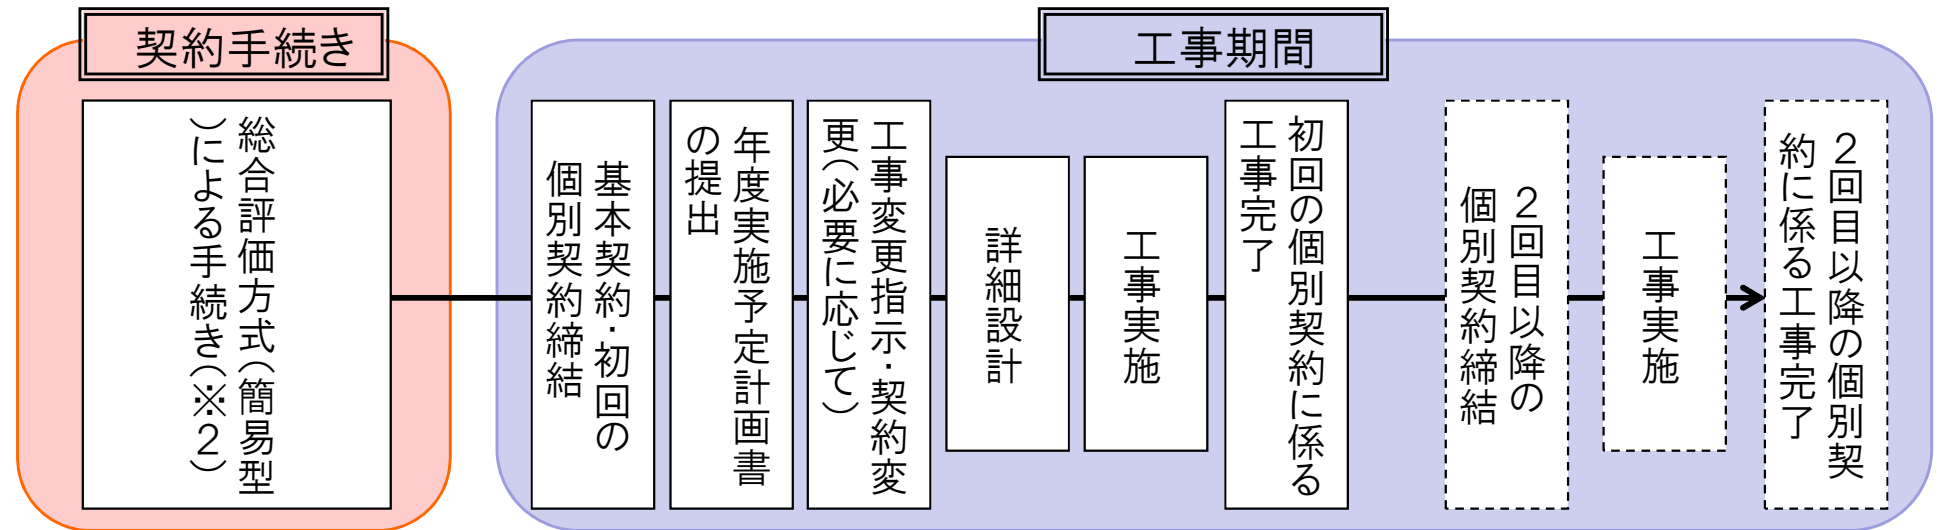 契約手続き
工事期間
総合評価方式（簡易型
）による手続き（※２）
基本契約・初回の
個別契約締結
年度実施予定計画書
の提出
工事変更指示・契約変
更（必要に応じて）
詳細設計
工事実施
初回の個別契約に係る
工事完了
２回目以降の
個別契約締結
工事実施
２回目以降の個別契
約に係る工事完了